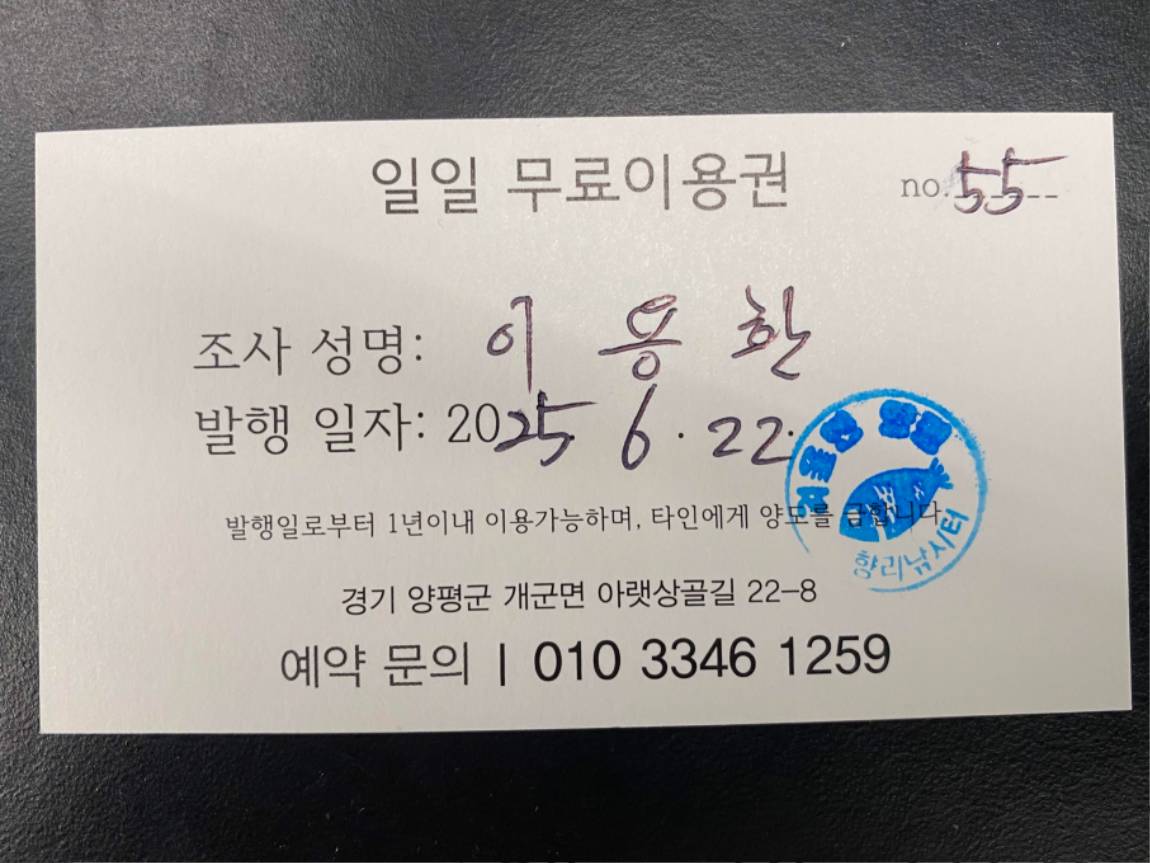 일일 무료이용권
no. 55
조사 성명: 이 용 환
발행 일자: 2025 6 . 22.
발행일로부터 1년이내 이용가능하며, 타인에게 양도를 금합니다
향리낚시터
경기 양평군 개군면 아랫상골길 22-8
예약 문의 | 010 3346 1259